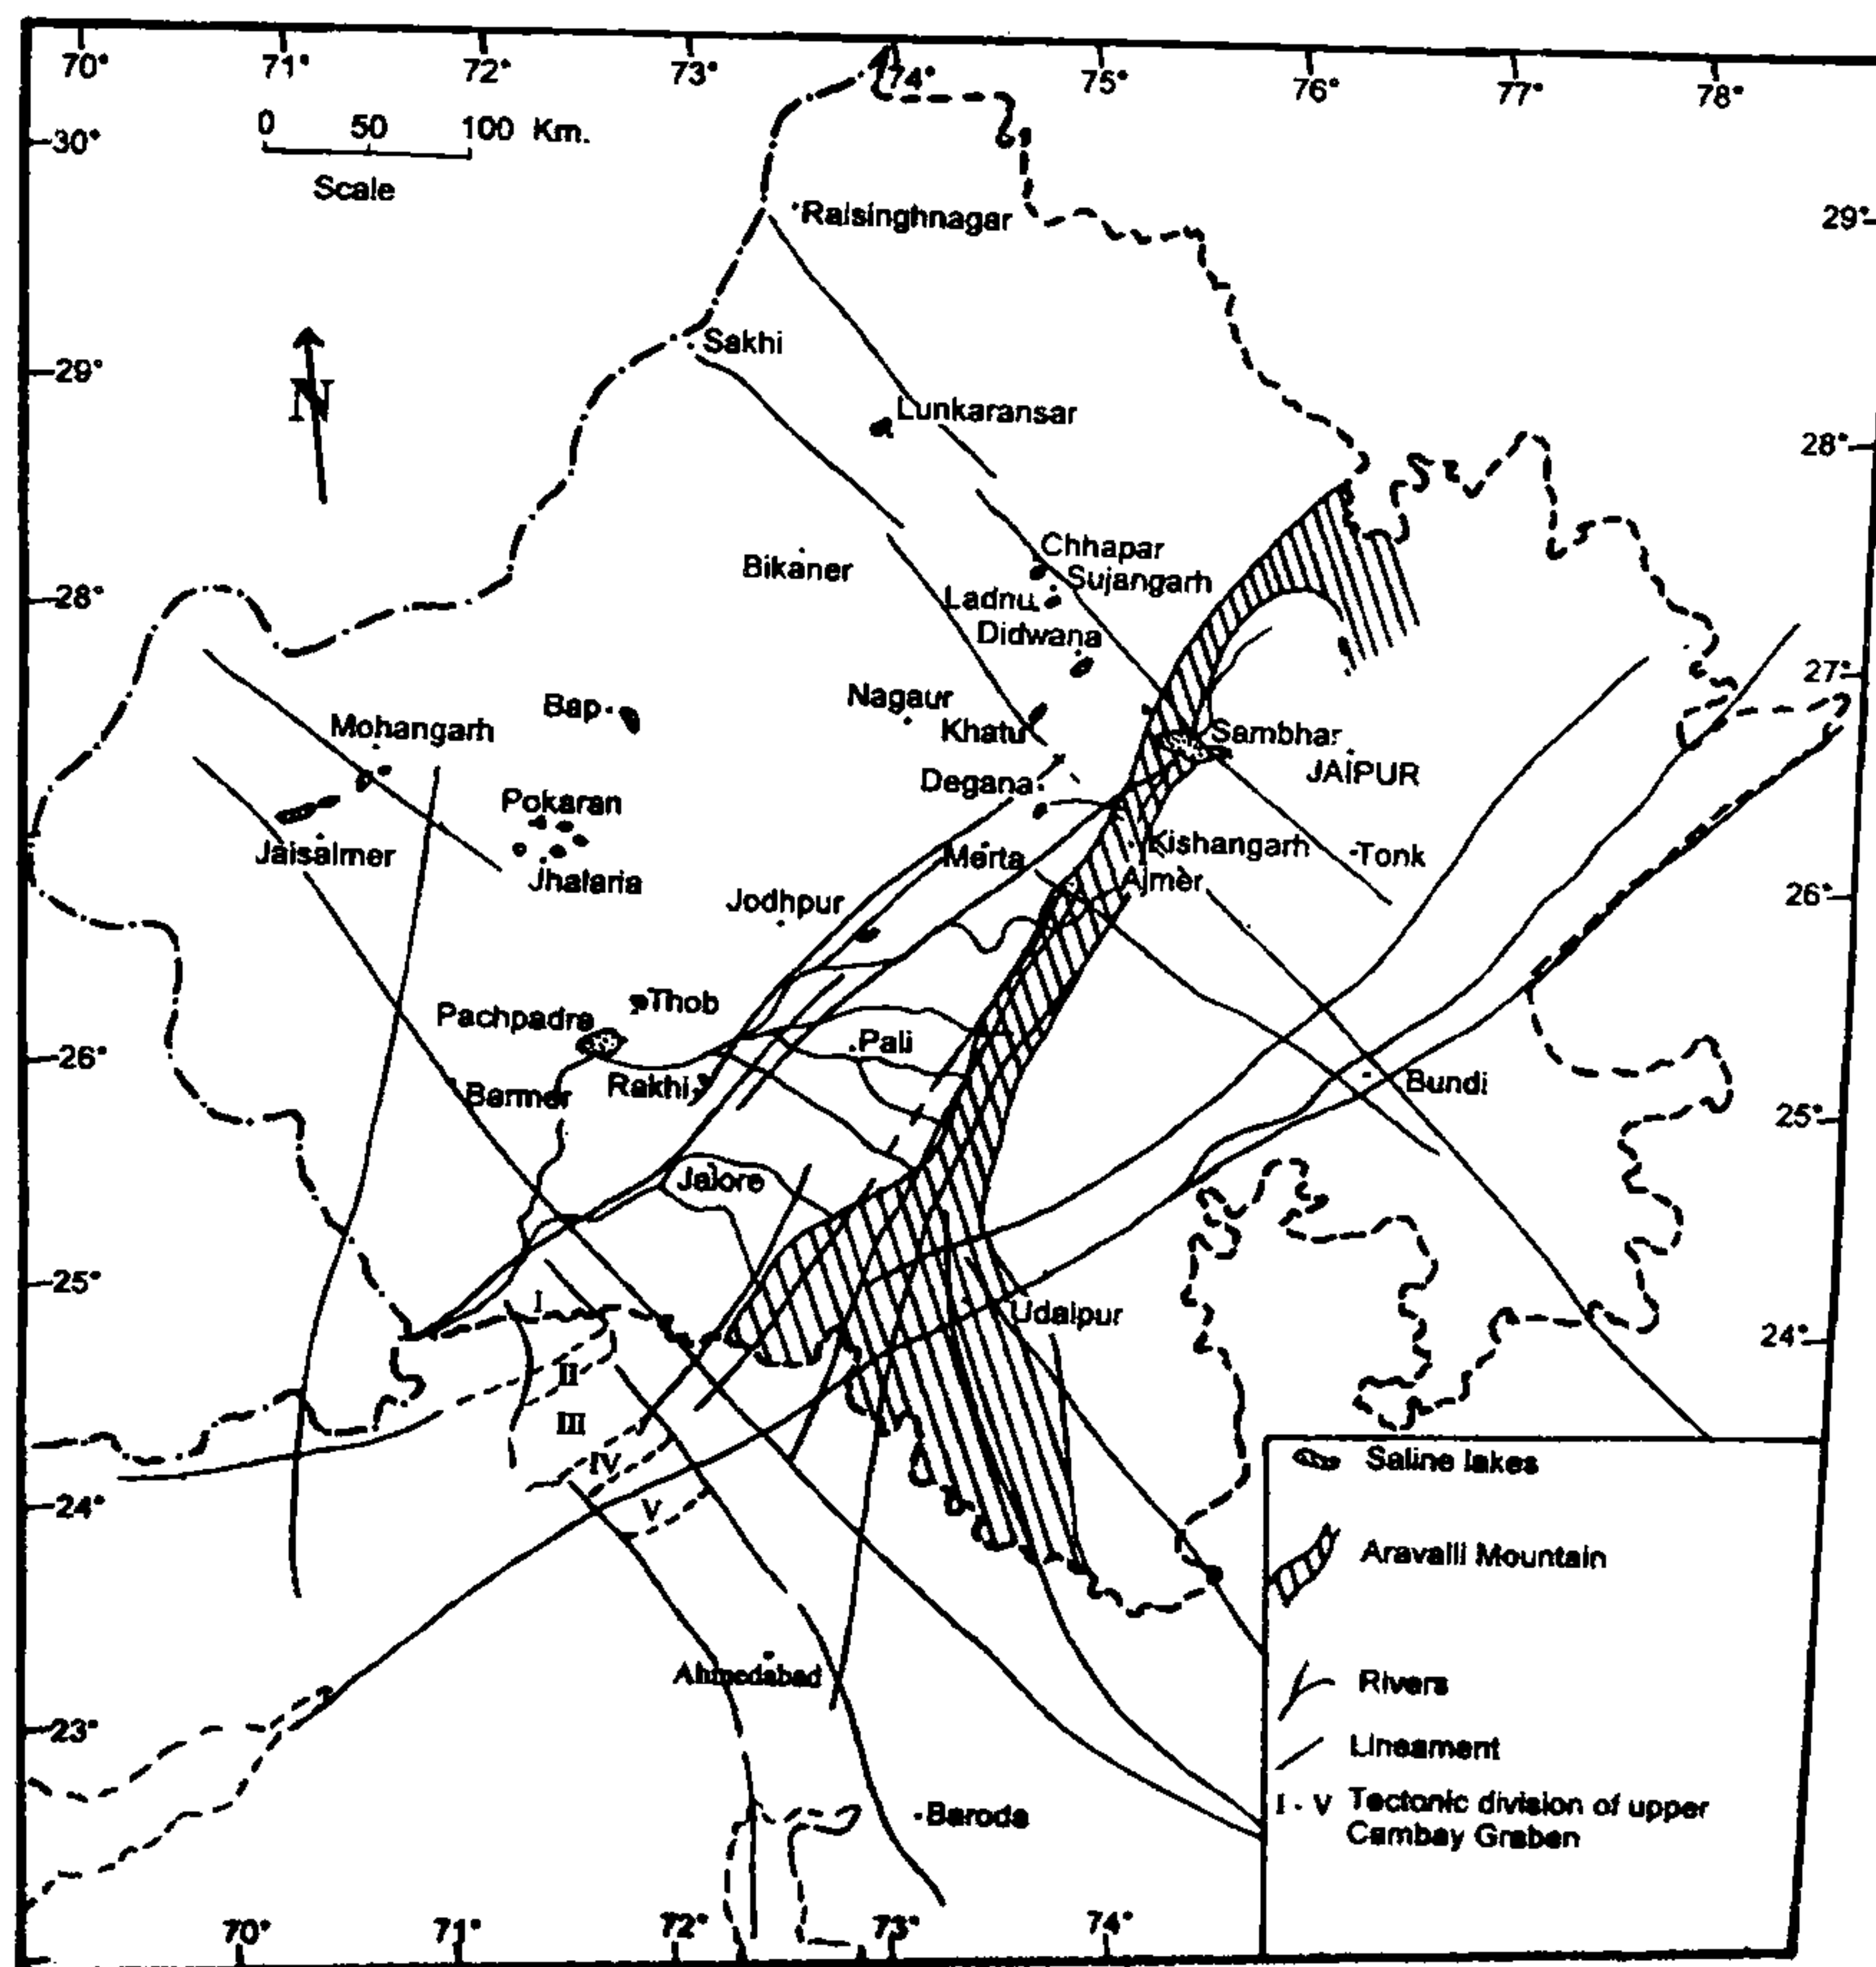 70° 71° 72° 73° 74° 75° 76° 77° 78°
0 50 100 Km.
Scale
30°
29°
Raisinghnagar
N
Sakhi
29°
Lunkaransar
28°
Chhapar
Bikaner
Sujangarh
28°
Ladnu
Didwana
27°
Nagaur
Bap
Mohangarh
Khatu
Sambhar
JAIPUR
Degana
Pokaran
Kishangarh
Jaisalmer
Merta
Tonk
Jhalaria
Ajmer
26°
Jodhpur
Thob
Pachpadra
Pali
26°
Bundi
Rakhi
Barmer
25°
Jalore
25°
I
Udaipur
24°
II
III
IV
24°
V
Saline lakes
Aravalli Mountain
Ahmedabad
Rivers
23°
Lineament
I - V Tectonic division of upper
Cambay Graben
Baroda
70° 71° 72° 73° 74°